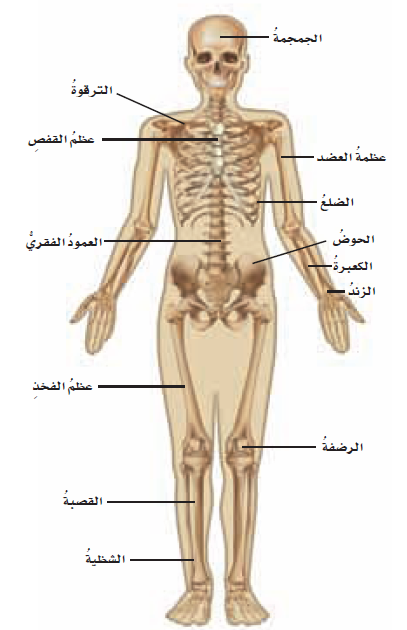 الجمجمةُ
الترقوةُ
عظمُ القفصِ
عظمةُ العضد
الضلعُ
الحوضُ
العمودُ الفقريُّ
الكعبرةُ
الزندُ
عظمُ الفخذِ
الرضفةُ
القصبةُ
الشظيةُ